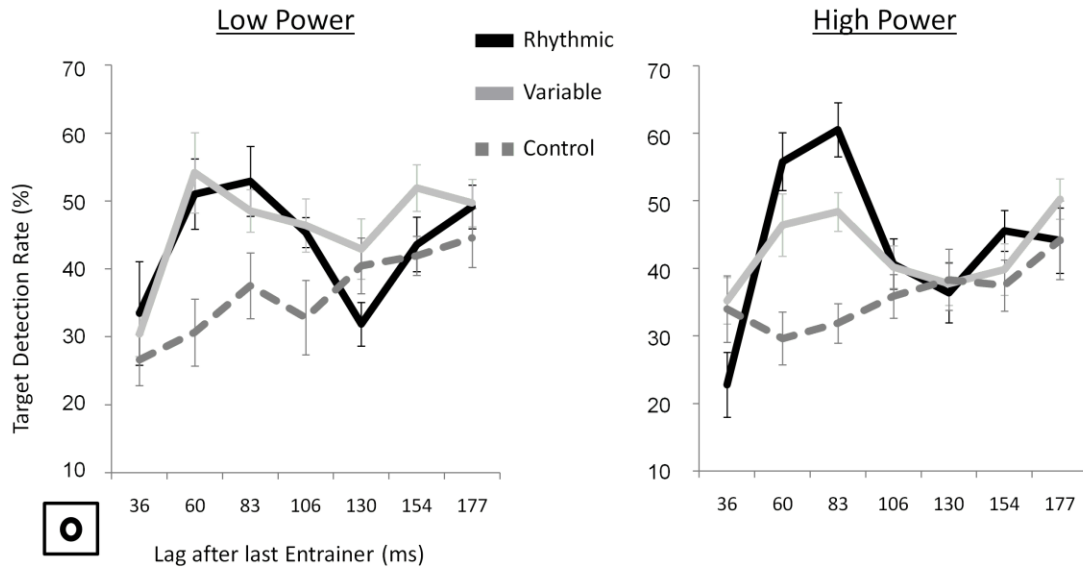 Low Power
High Power
Rhythmic
Variable
Control
Target Detection Rate (%)
70
60
50
40
30
20
10
36 60 83 106 130 154 177
Lag after last Entrainer (ms)
70
60
50
40
30
20
10
36 60 83 106 130 154 177